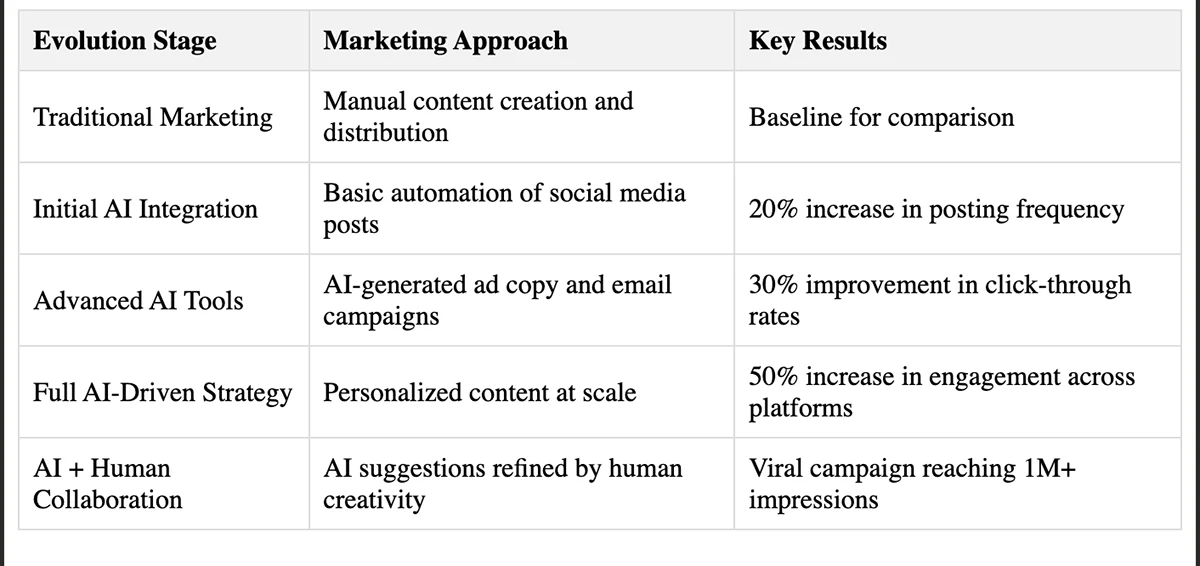 Evolution Stage
Marketing Approach
Key Results
Traditional Marketing
Manual content creation and
distribution
Baseline for comparison
Initial AI Integration
Basic automation of social media
posts
20% increase in posting frequency
Advanced AI Tools
AI-generated ad copy and email
campaigns
30% improvement in click-through
rates
Full AI-Driven Strategy
Personalized content at scale
50% increase in engagement across
platforms
AI + Human
Collaboration
AI suggestions refined by human
creativity
Viral campaign reaching 1M+
impressions